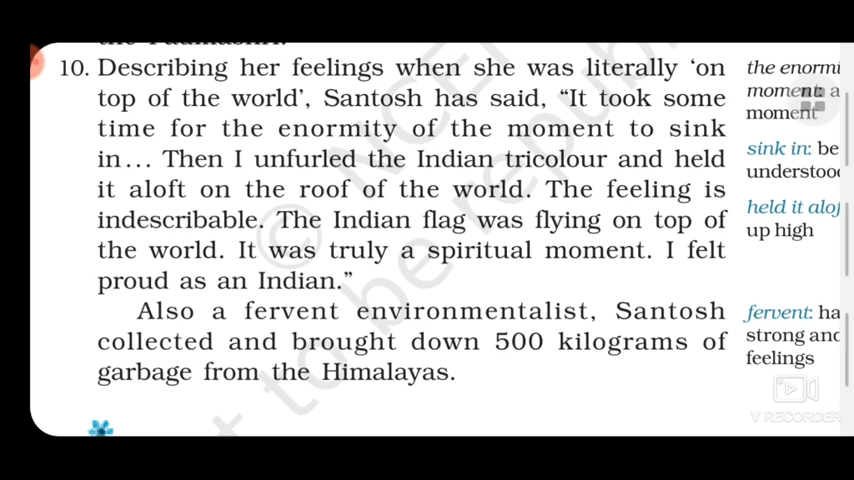 10. Describing her feelings when she was literally ‘on
top of the world’, Santosh has said, “It took some
time for the enormity of the moment to sink
in… Then I unfurled the Indian tricolour and held
it aloft on the roof of the world. The feeling is
indescribable. The Indian flag was flying on top of
the world. It was truly a spiritual moment. I felt
proud as an Indian.”
Also a fervent environmentalist, Santosh
collected and brought down 500 kilograms of
garbage from the Himalayas.
the
moment: a
moment
sink in: be
held it
up high
fervent:
strong and
feelings
V RECORDER